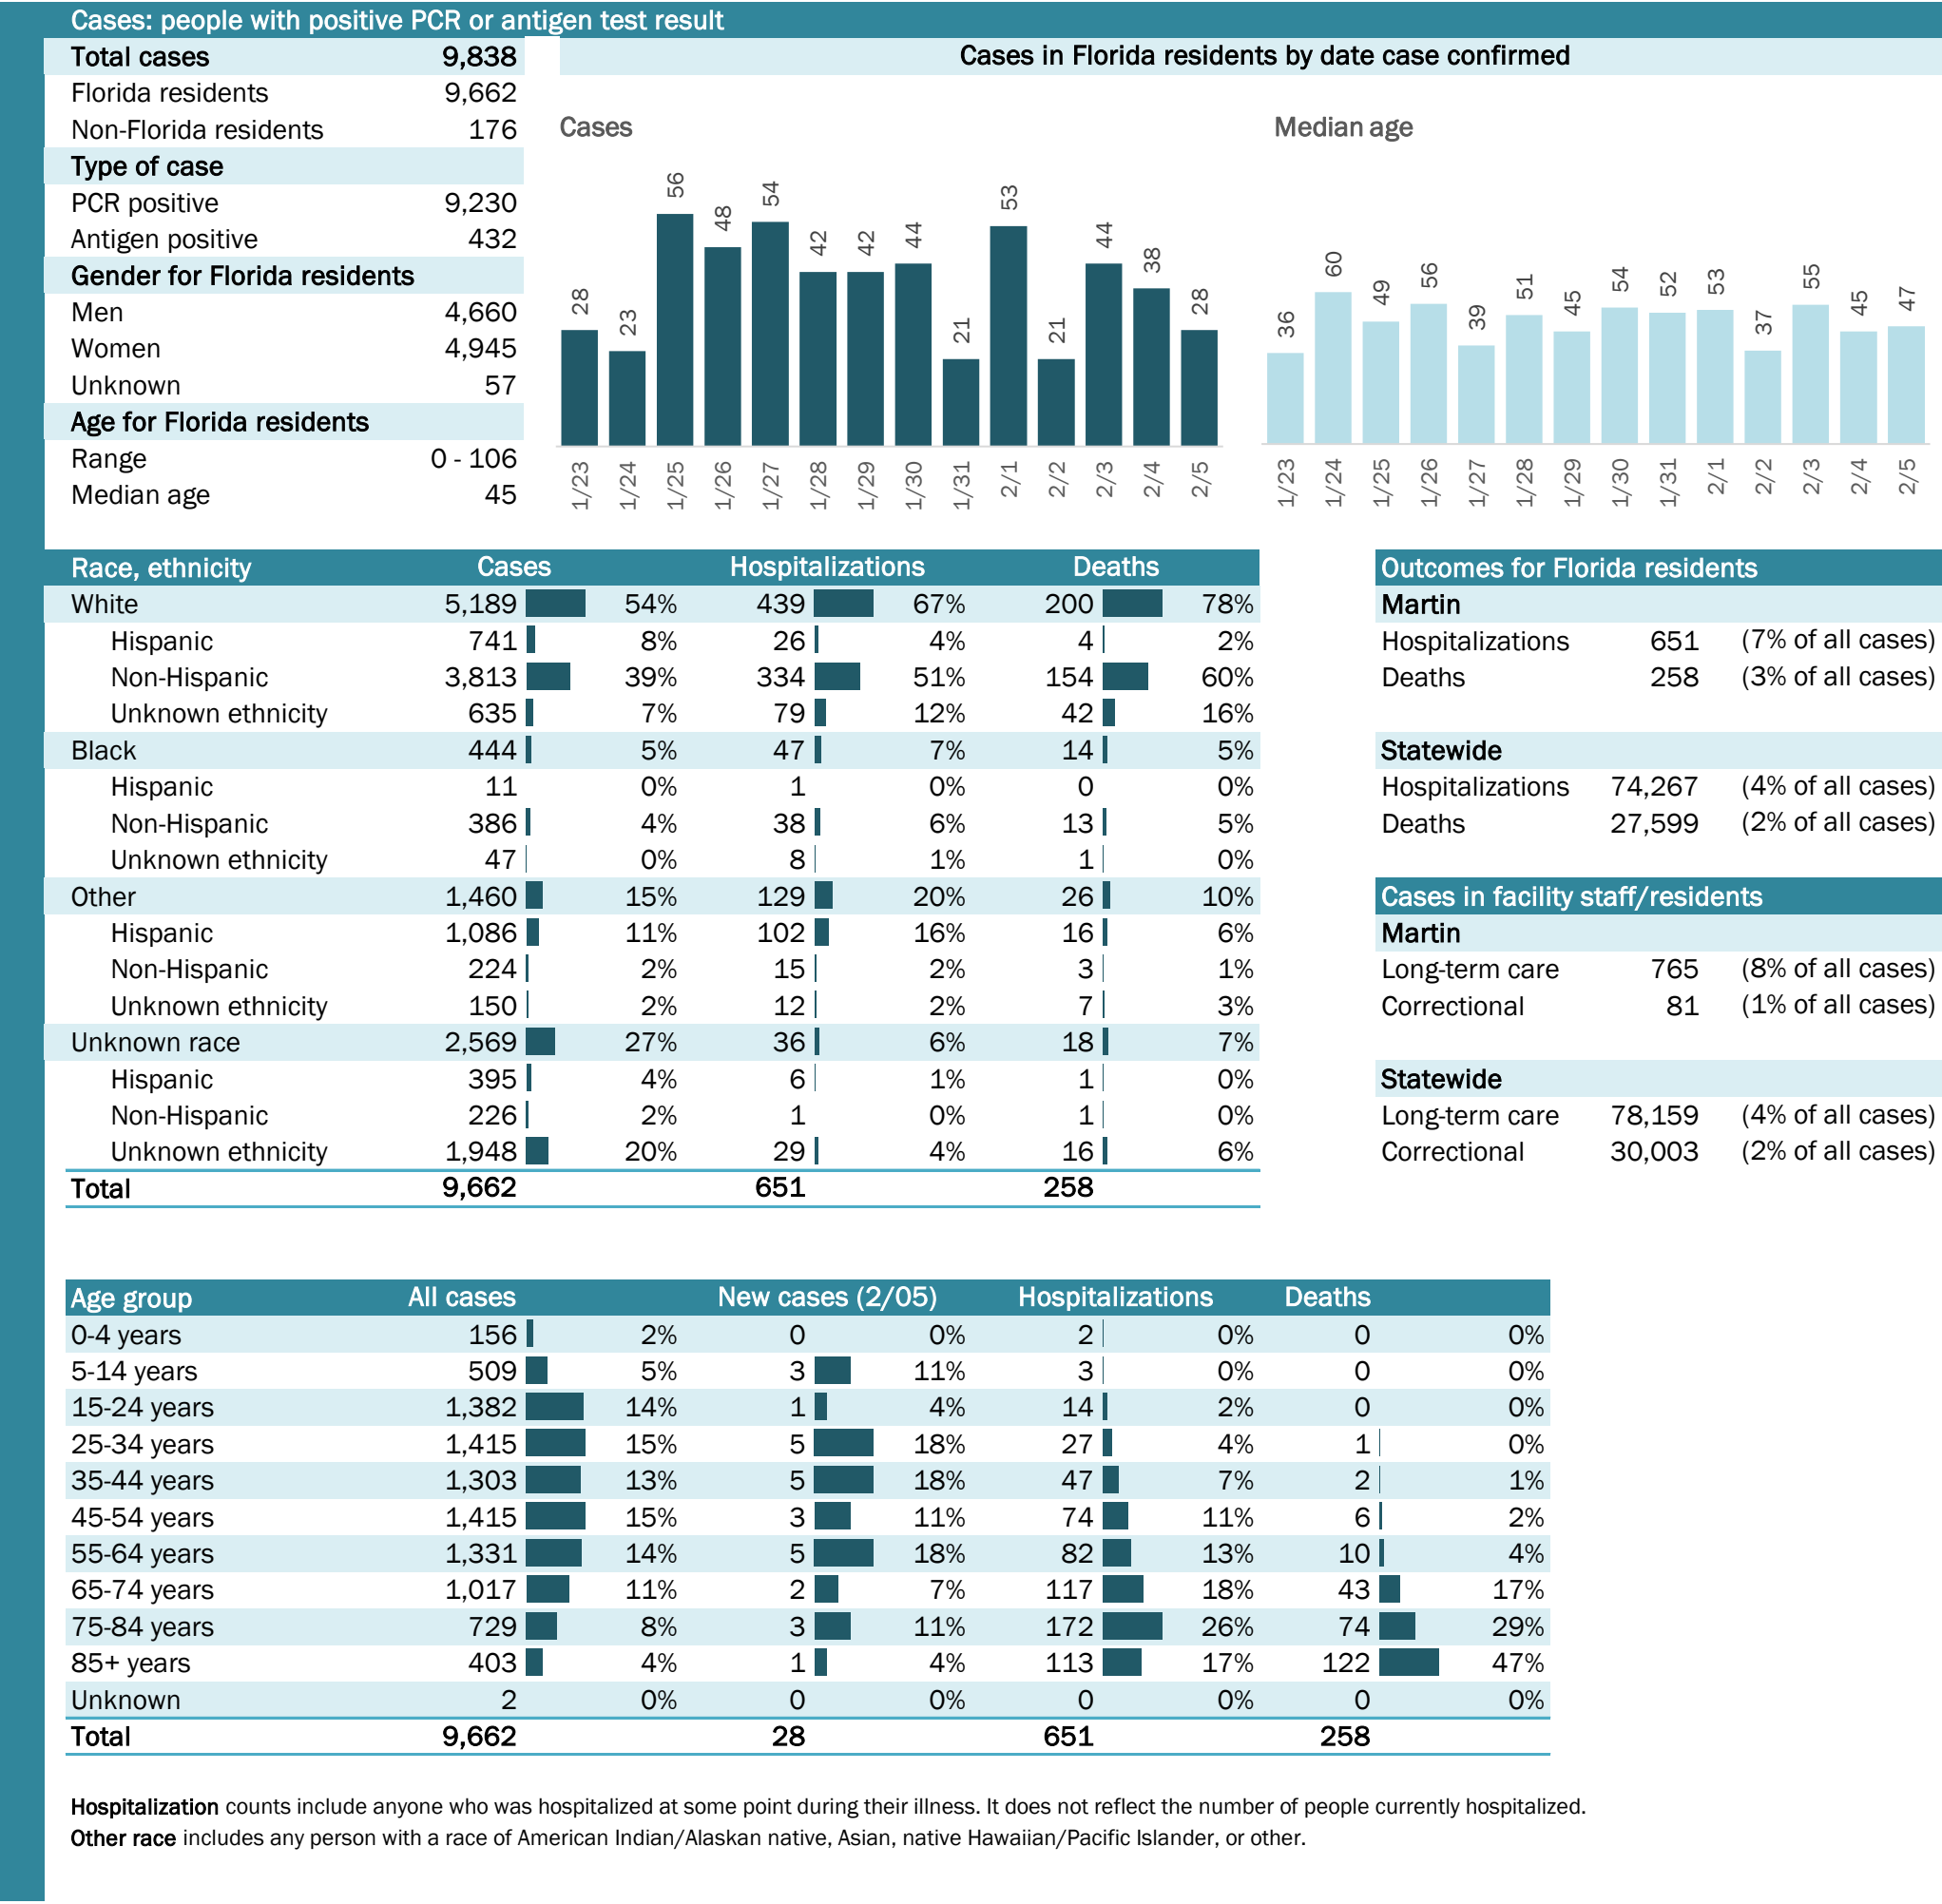 Cases: people with positive PCR or antigen test result
Total cases 9,838
Florida residents 9,662
Non-Florida residents 176
Type of case
PCR positive 9,230
Antigen positive 432
Gender for Florida residents
Men 4,660
Women 4,945
Unknown 57
Age for Florida residents
Range 0 - 106
Median age 45
Cases in Florida residents by date case confirmed
Cases
28 23 56 48 54 42 42 44 21 53 21 44 38 28
1/23 1/24 1/25 1/26 1/27 1/28 1/29 1/30 1/31 2/1 2/2 2/3 2/4 2/5
Median age
36 60 49 56 39 51 45 54 52 53 37 55 45 47
1/23 1/24 1/25 1/26 1/27 1/28 1/29 1/30 1/31 2/1 2/2 2/3 2/4 2/5
Race, ethnicity Cases Hospitalizations Deaths
White 5,189 54% 439 67% 200 78%
Hispanic 741 8% 26 4% 4 2%
Non-Hispanic 3,813 39% 334 51% 154 60%
Unknown ethnicity 635 7% 79 12% 42 16%
Black 444 5% 47 7% 14 5%
Hispanic 11 0% 1 0% 0 0%
Non-Hispanic 386 4% 38 6% 13 5%
Unknown ethnicity 47 0% 8 1% 1 0%
Other 1,460 15% 129 20% 26 10%
Hispanic 1,086 11% 102 16% 16 6%
Non-Hispanic 224 2% 15 2% 3 1%
Unknown ethnicity 150 2% 12 2% 7 3%
Unknown race 2,569 27% 36 6% 18 7%
Hispanic 395 4% 6 1% 1 0%
Non-Hispanic 226 2% 1 0% 1 0%
Unknown ethnicity 1,948 20% 29 4% 16 6%
Total 9,662 651 258
Outcomes for Florida residents
Martin
Hospitalizations 651 (7% of all cases)
Deaths 258 (3% of all cases)
Statewide
Hospitalizations 74,267 (4% of all cases)
Deaths 27,599 (2% of all cases)
Cases in facility staff/residents
Martin
Long-term care 765 (8% of all cases)
Correctional 81 (1% of all cases)
Statewide
Long-term care 78,159 (4% of all cases)
Correctional 30,003 (2% of all cases)
Age group All cases New cases (2/05) Hospitalizations Deaths
0-4 years 156 2% 0 0% 2 0% 0 0%
5-14 years 509 5% 3 11% 3 0% 0 0%
15-24 years 1,382 14% 1 4% 14 2% 0 0%
25-34 years 1,415 15% 5 18% 27 4% 1 0%
35-44 years 1,303 13% 5 18% 47 7% 2 1%
45-54 years 1,415 15% 3 11% 74 11% 6 2%
55-64 years 1,331 14% 5 18% 82 13% 10 4%
65-74 years 1,017 11% 2 7% 117 18% 43 17%
75-84 years 729 8% 3 11% 172 26% 74 29%
85+ years 403 4% 1 4% 113 17% 122 47%
Unknown 2 0% 0 0% 0 0% 0 0%
Total 9,662 28 651 258
Hospitalization counts include anyone who was hospitalized at some point during their illness. It does not reflect the number of people currently hospitalized.
Other race includes any person with a race of American Indian/Alaskan native, Asian, native Hawaiian/Pacific Islander, or other.